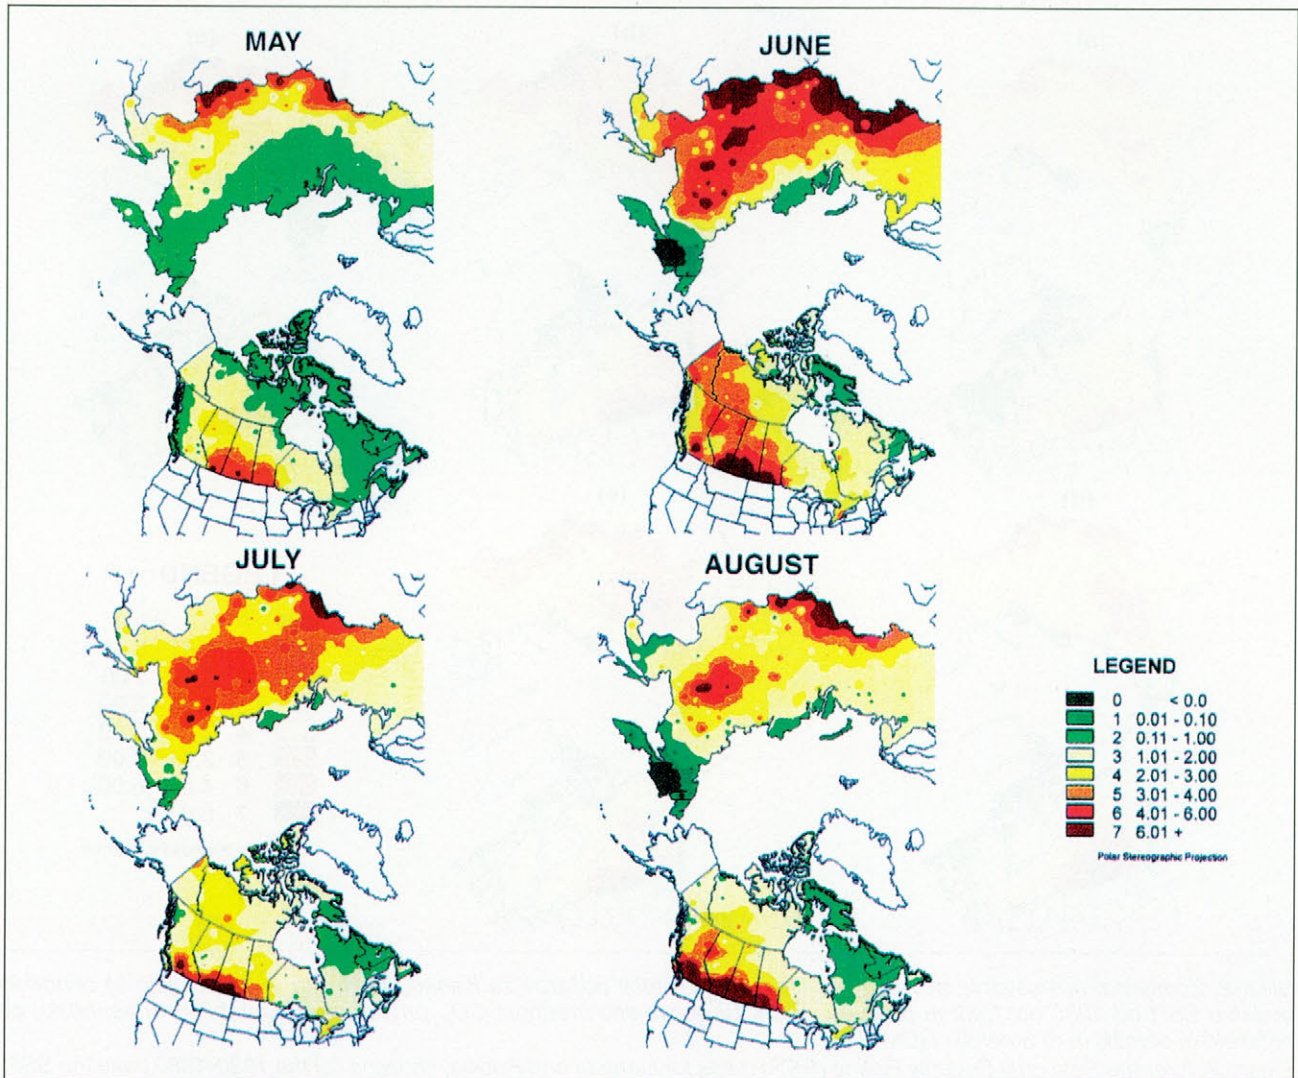 MAY
JUNE
JULY
AUGUST
LEGEND
0 < 0.0
1 0.01 - 0.10
2 0.11 - 1.00
3 1.01 - 2.00
4 2.01 - 3.00
5 3.01 - 4.00
6 4.01 - 6.00
7 6.01 +
Polar Stereographic Projection